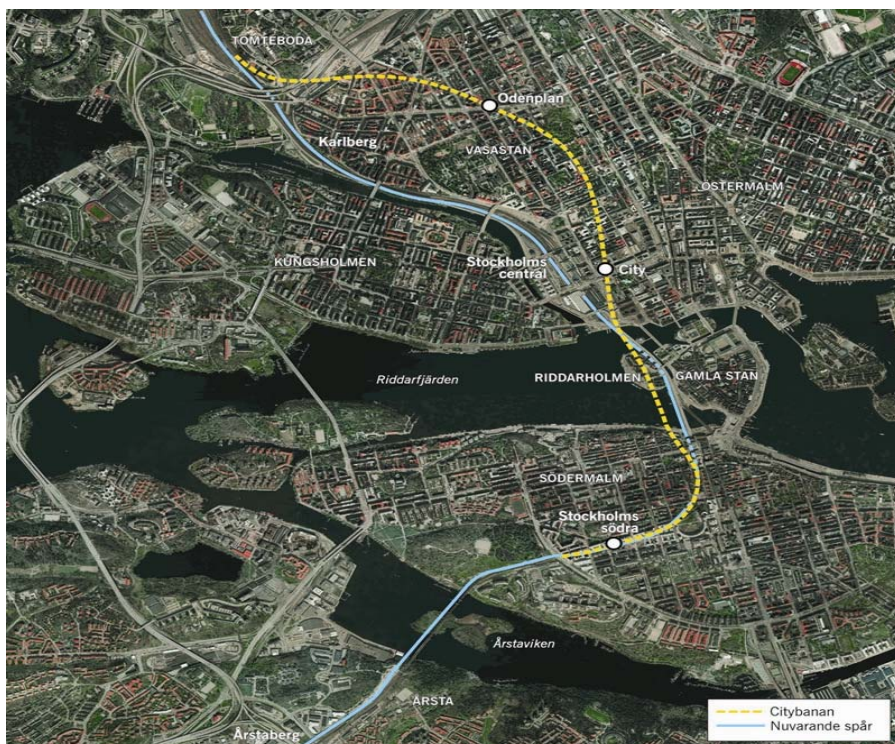 TOMTEBODA
Odenplan
Karlberg
VASASTAN
ÖSTERMALM
KUNGSHOLMEN
Stockholms
central
City
Riddarfjärden
RIDDARHOLMEN
GAMLA STAN
SÖDERMALM
Stockholms
södra
Årstaviken
ÅRSTA
Årstaberg
Citybanan
Nuvarande spår